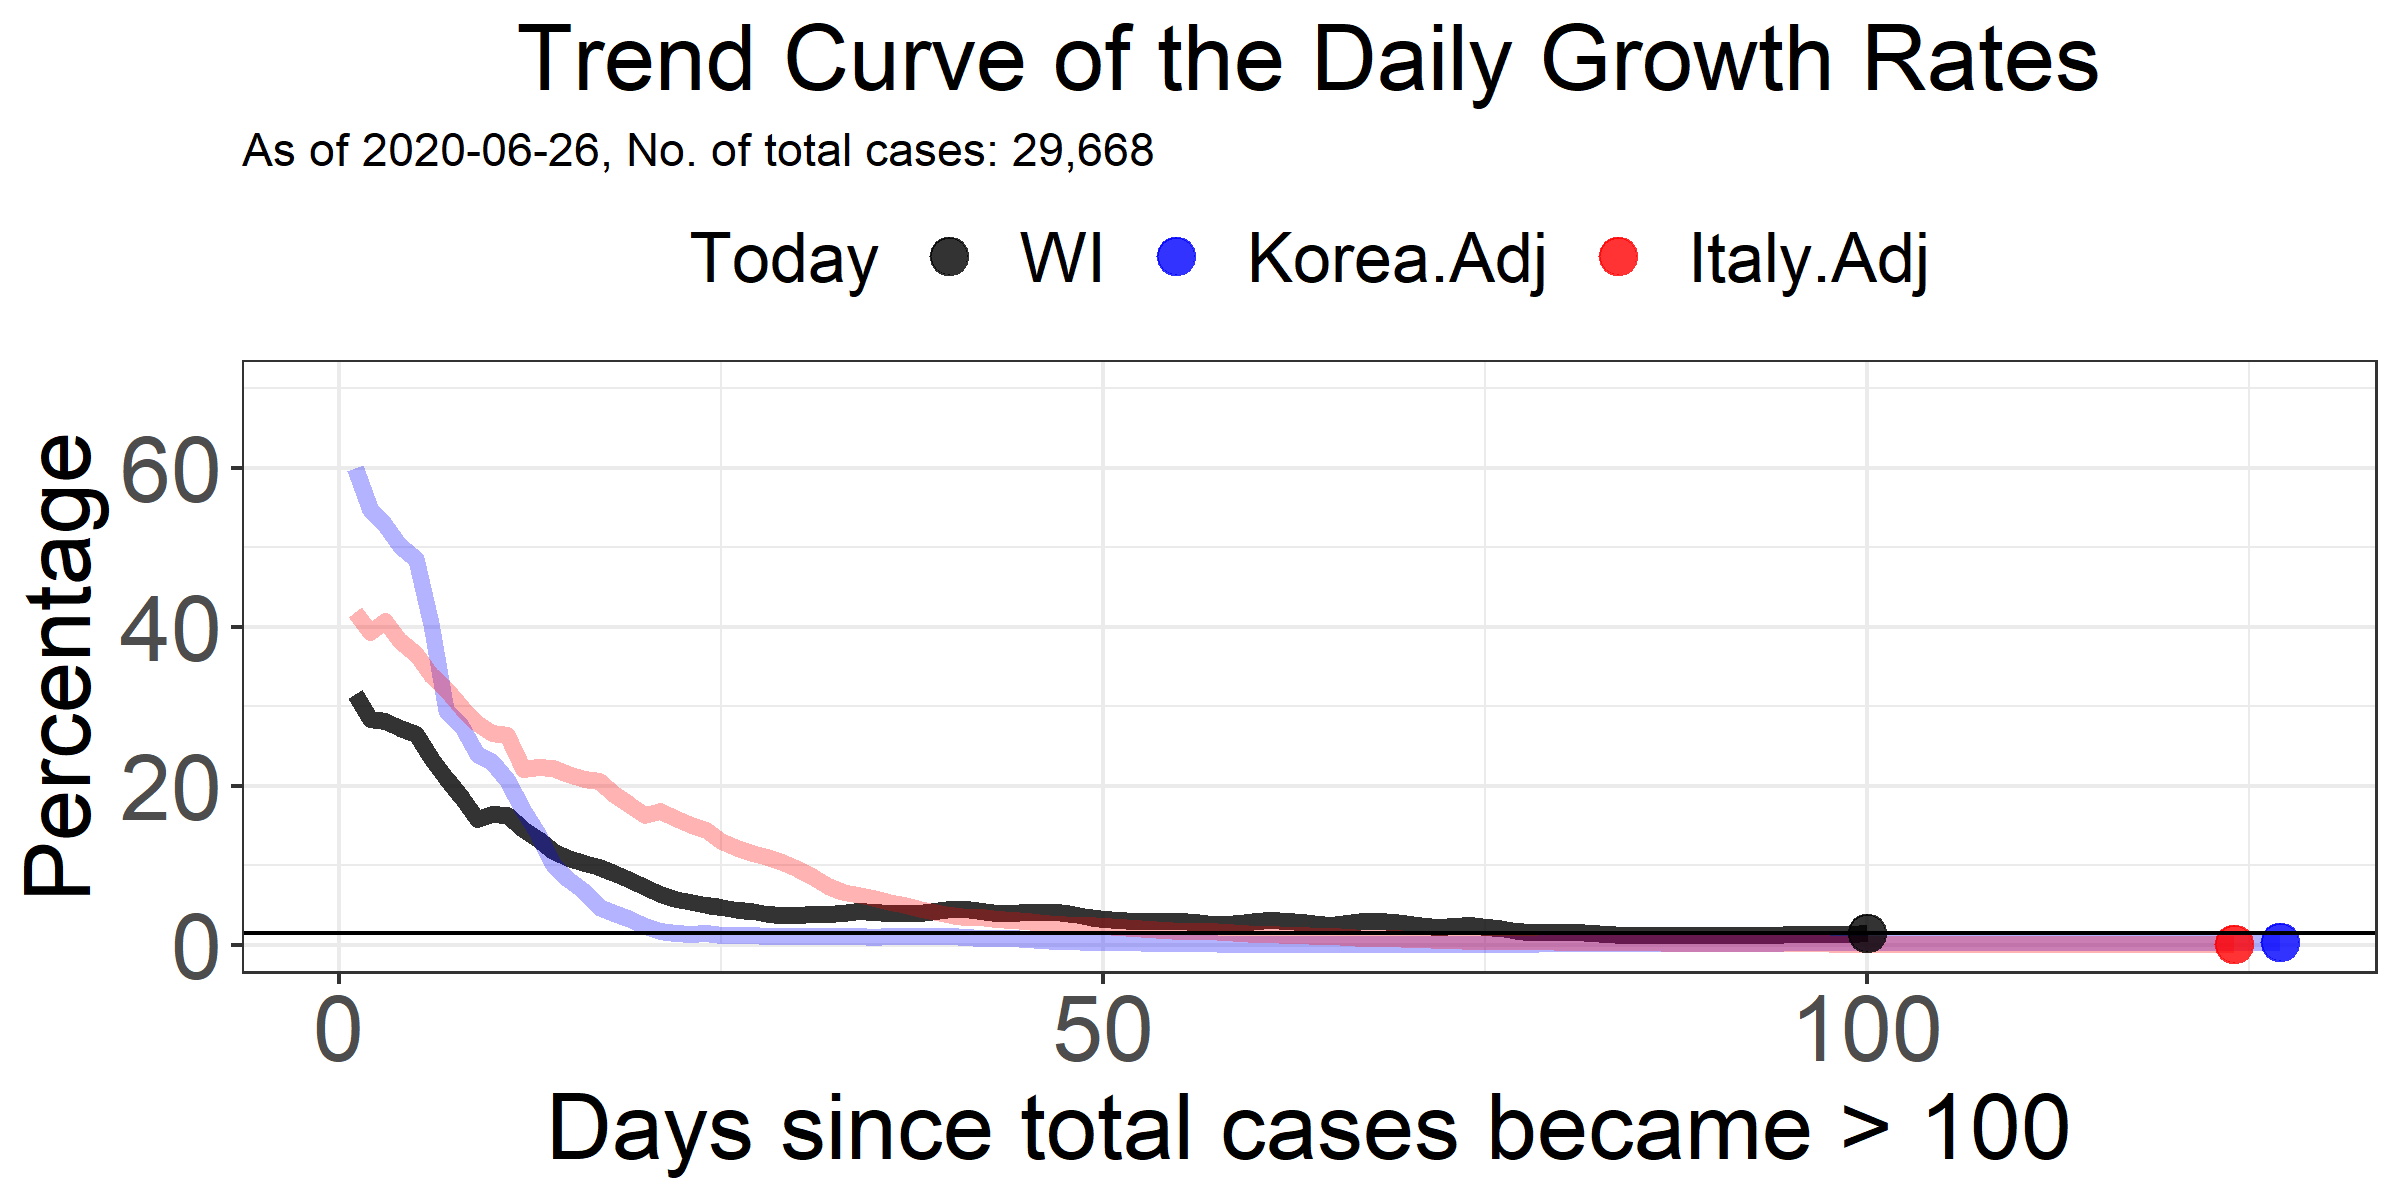 Trend Curve of the Daily Growth Rates
As of 2020-06-26, No. of total cases: 29,668
Today WI Korea.Adj Italy.Adj
Percentage
60
40
20
0
0 50 100
Days since total cases became > 100